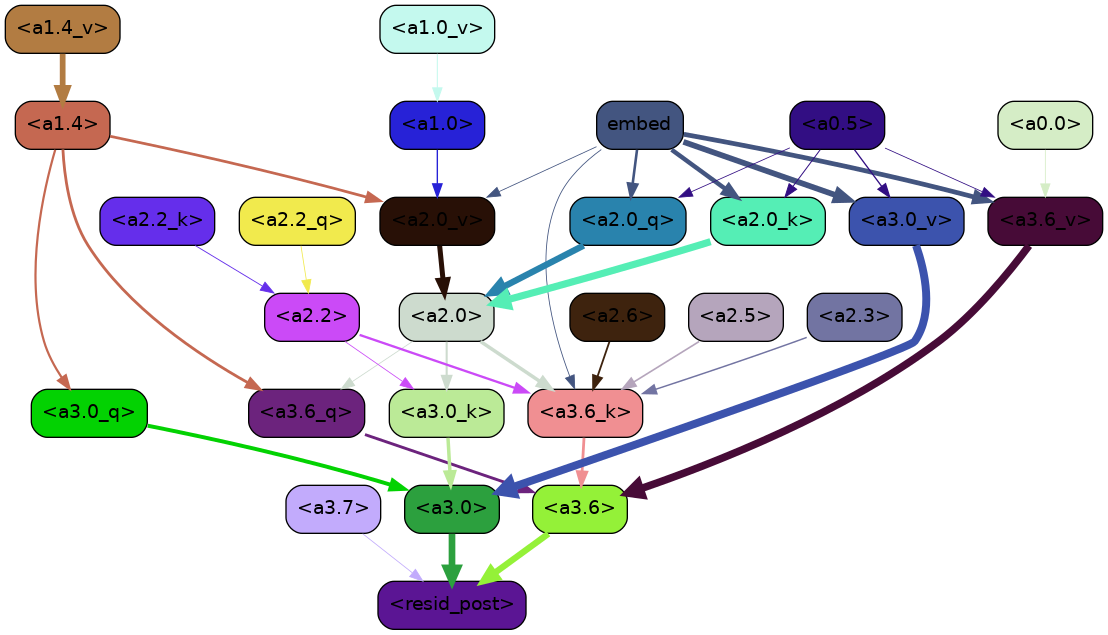 <a1.4_v>
<a1.0_v>
<a1.4>
<a1.0>
embed
<a0.5>
<a0.0>
<a2.2_k>
<a2.2_q>
<a2.0_v>
<a2.0_q>
<a2.0_k>
<a3.0_v>
<a3.6_v>
<a2.2>
<a2.0>
<a2.6>
<a2.5>
<a2.3>
<a3.0_q>
<a3.6_q>
<a3.0_k>
<a3.6_k>
<a3.7>
<a3.0>
<a3.6>
<resid_post>